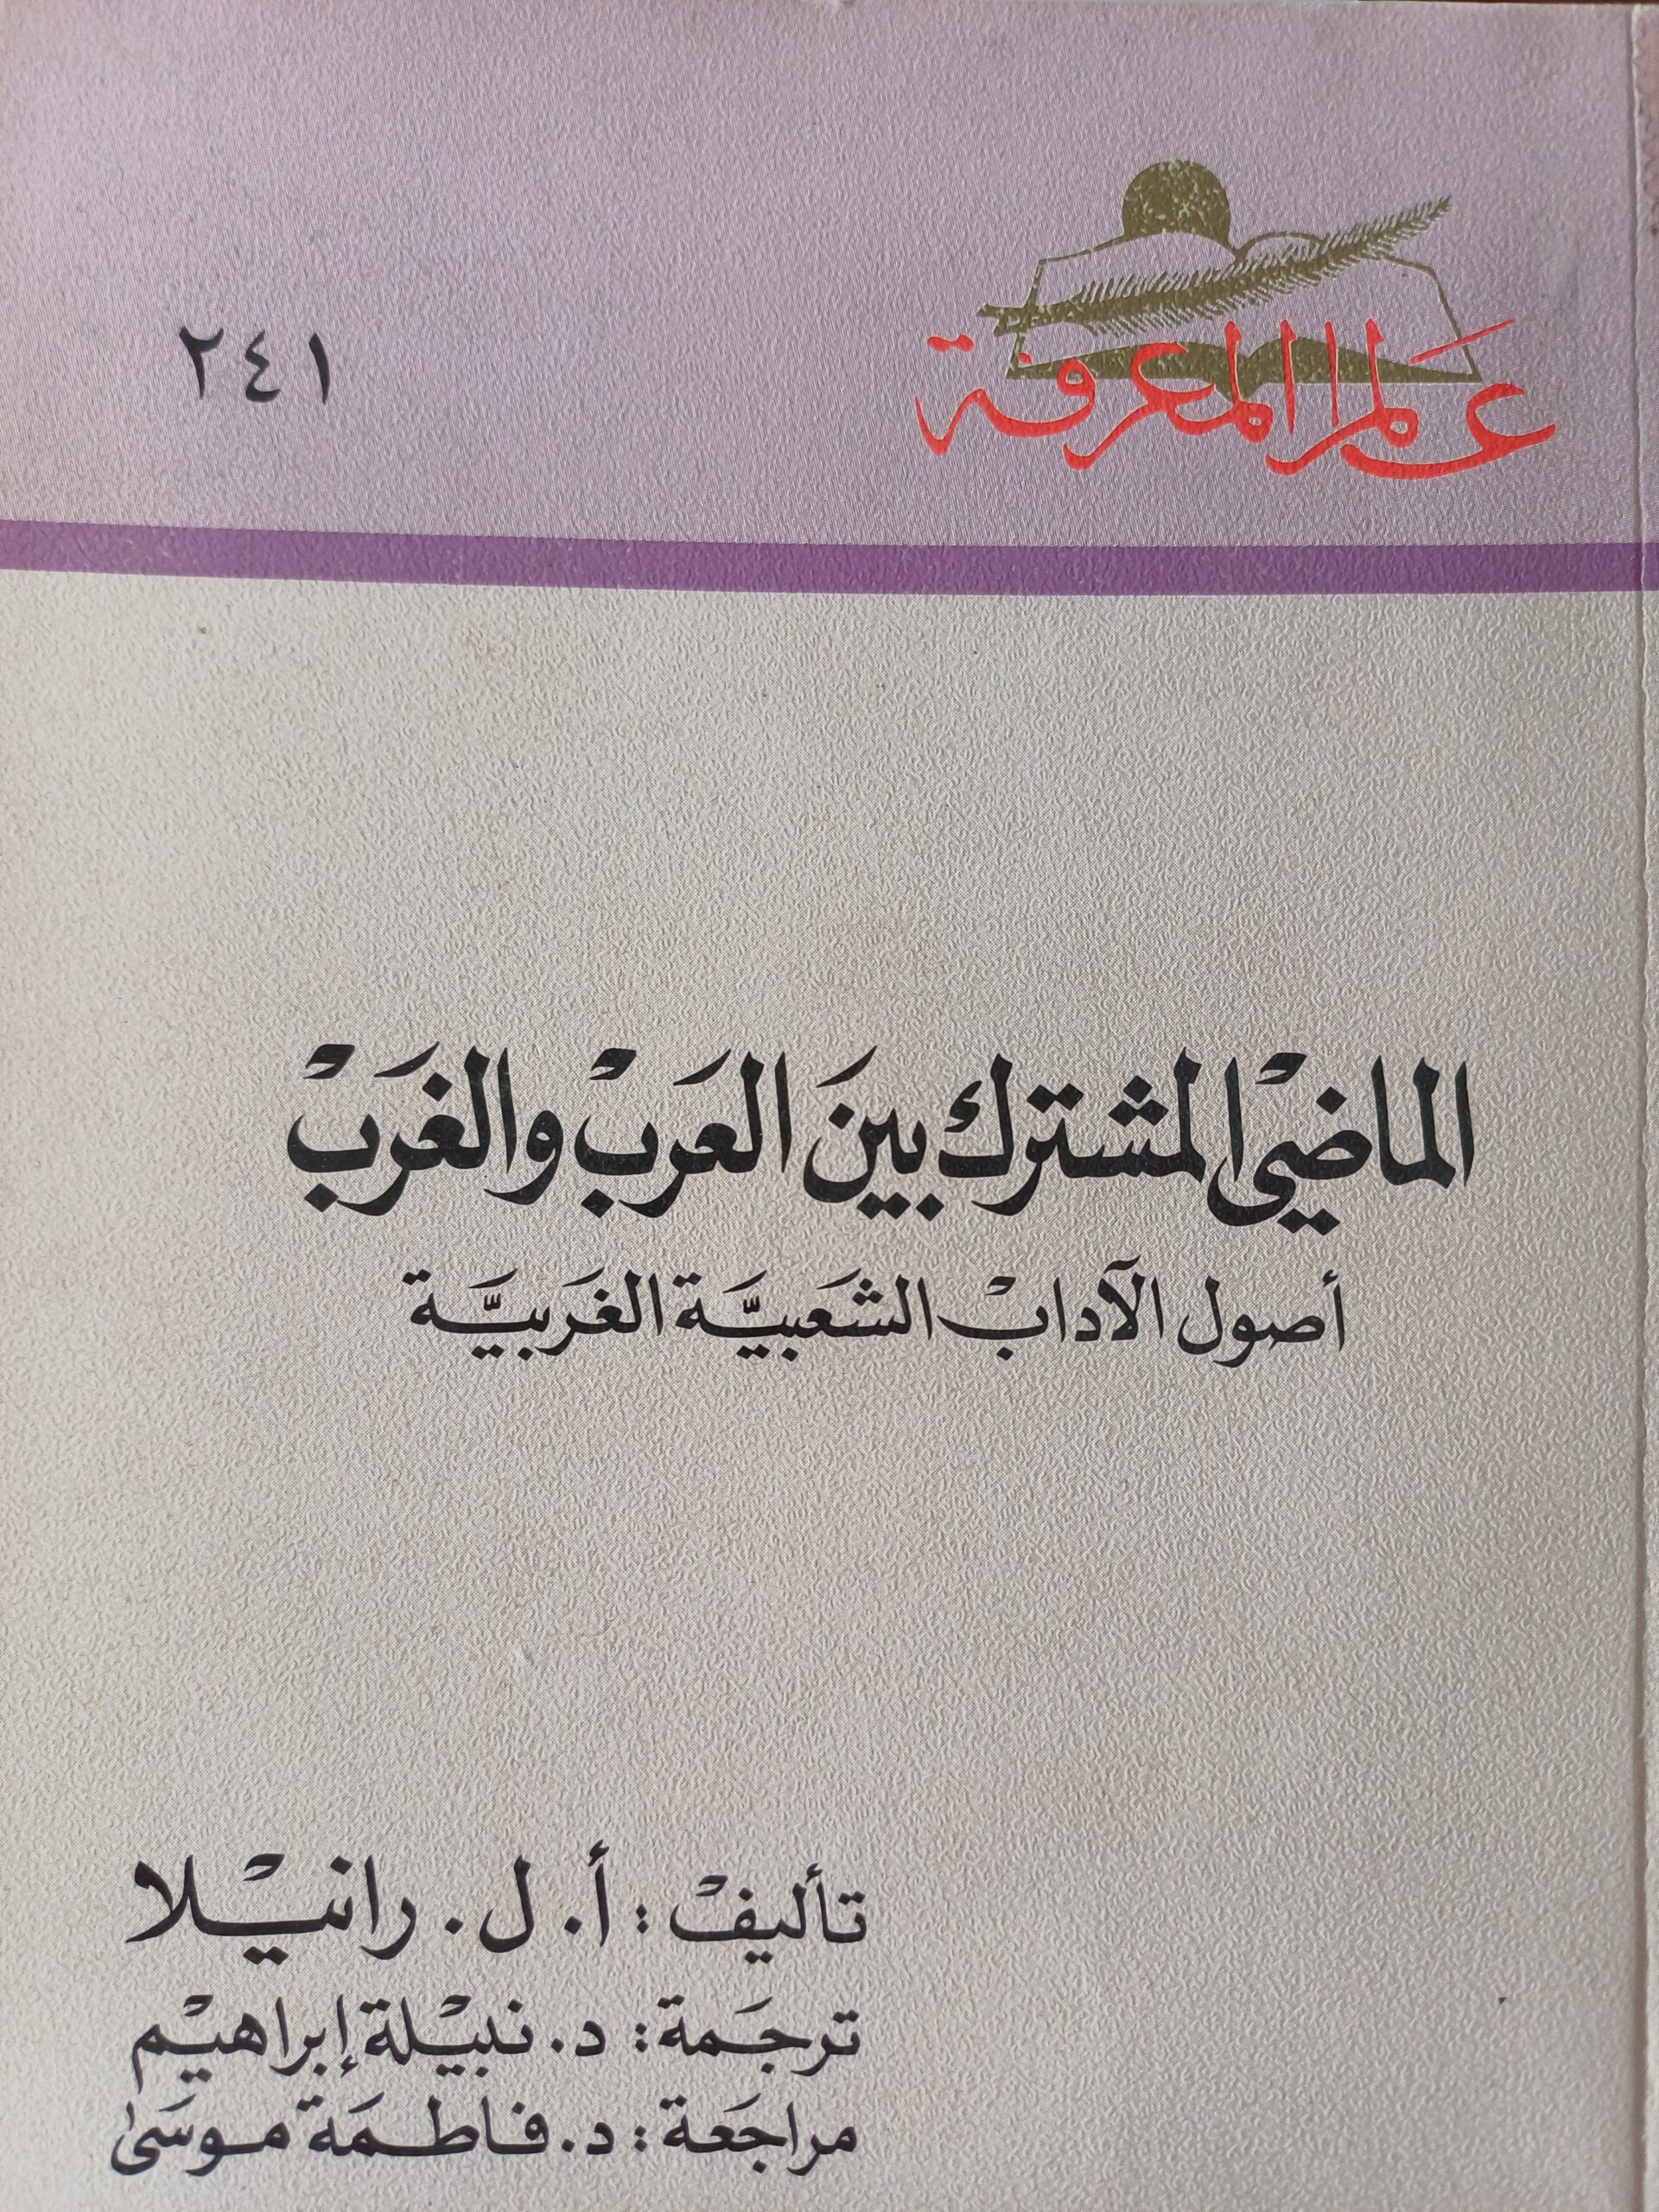 عالم المعرفة
٢٤١
الماضي المشترك بين العرب والغرب
أصول الآداب الشعبية الغربية
تأليف: أ. ل. رانيلا
ترجمة: د. نبيلة إبراهيم
مراجعة: د. فاطمة موسى